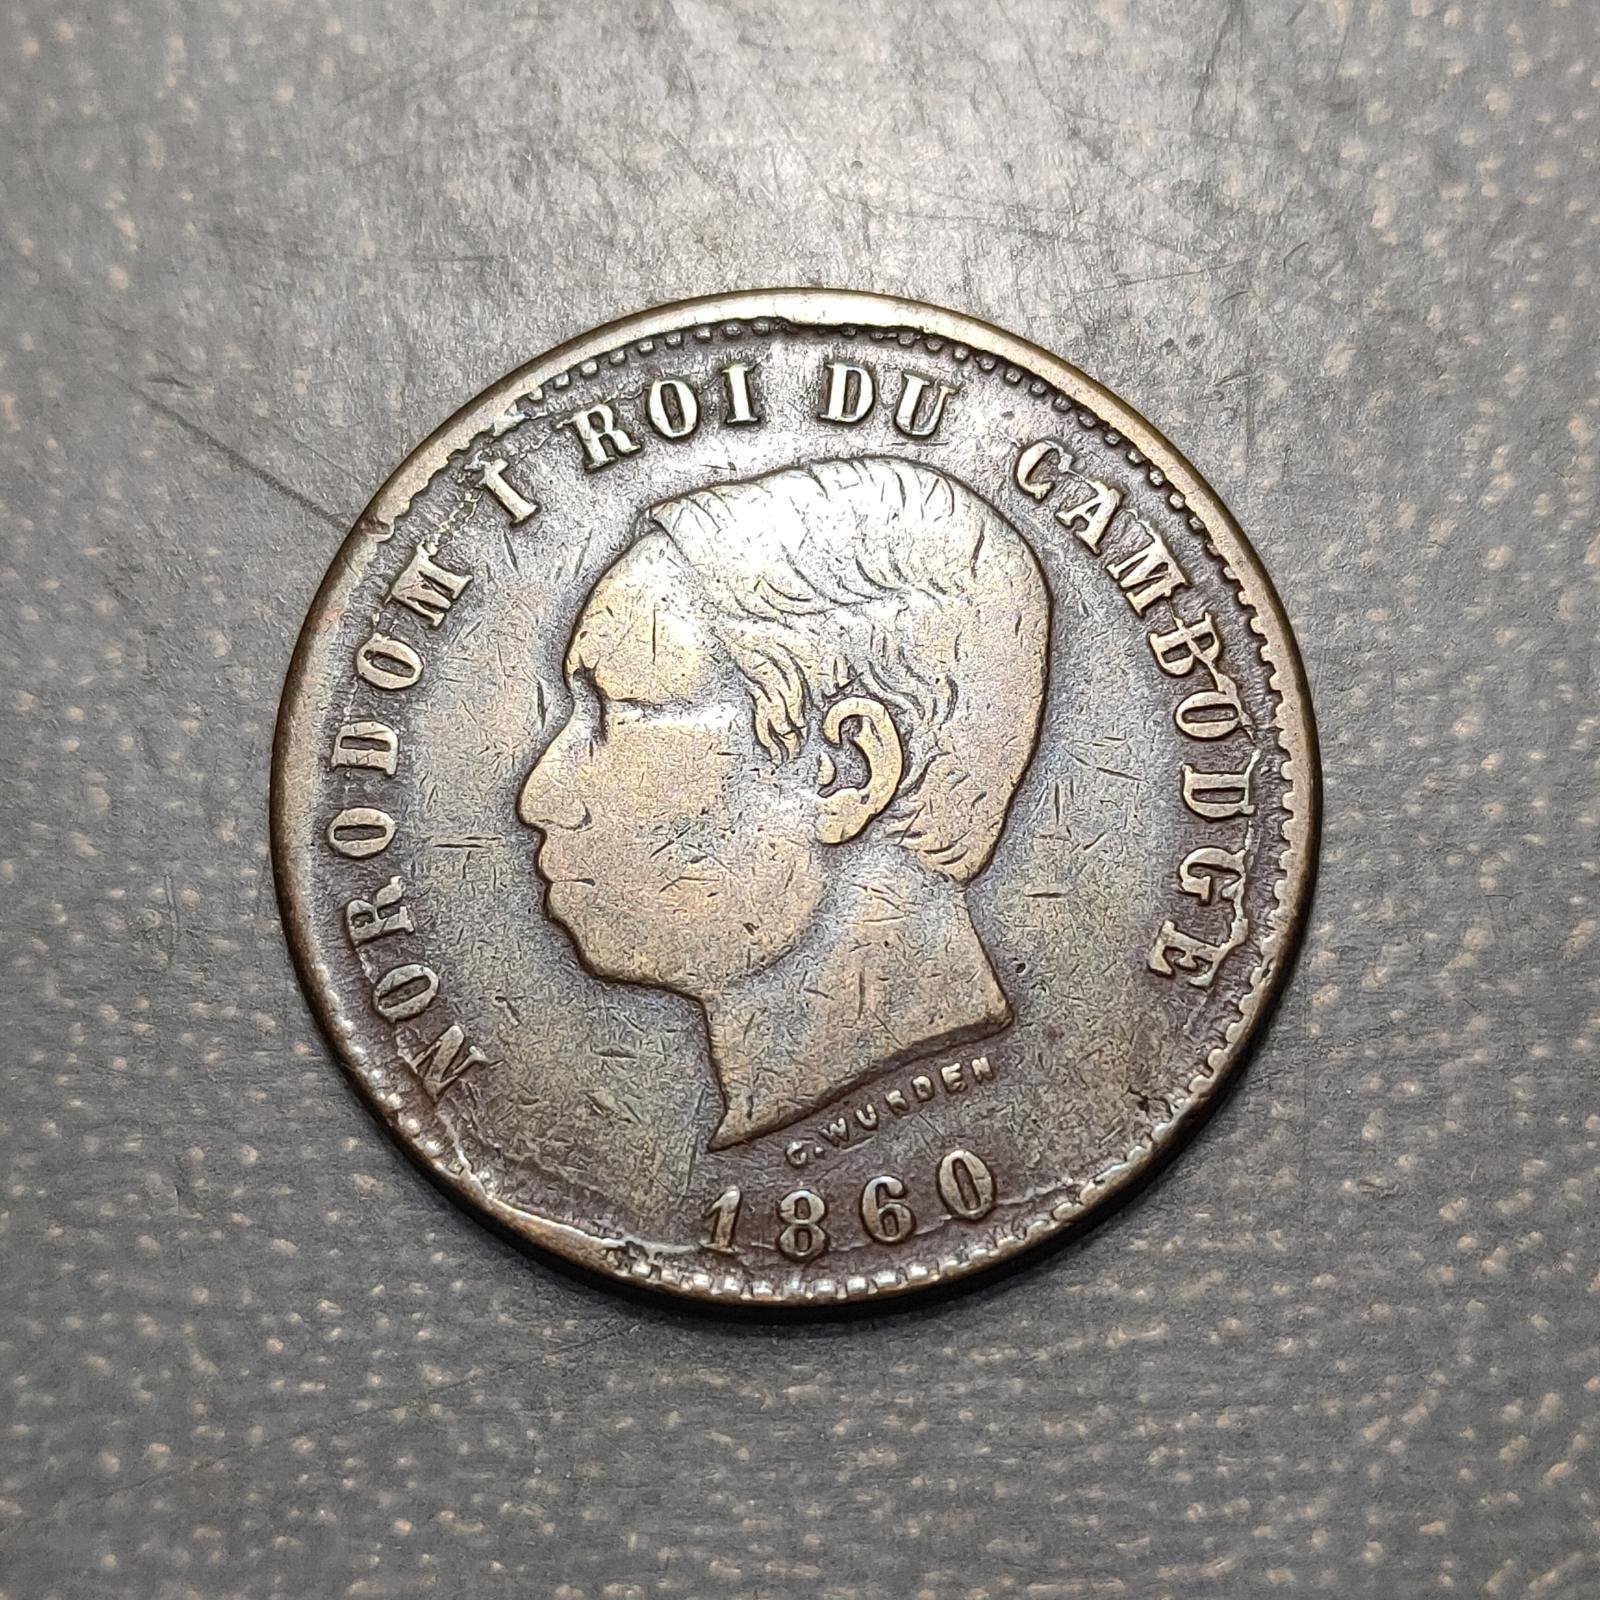 NORODOM I ROI DU CAMBODGE
C. WURDEN
1860